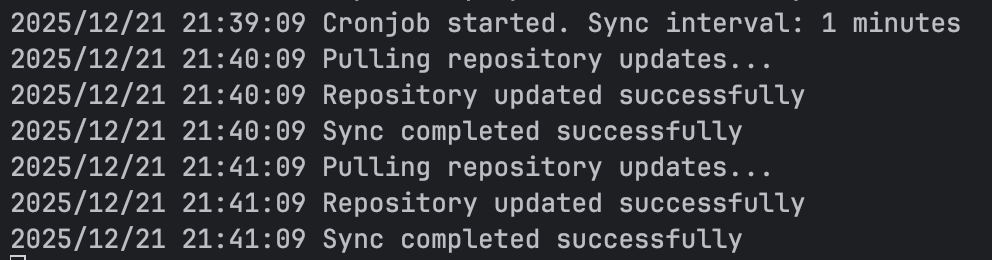 2025/12/21 21:39:09 Cronjob started. Sync interval: 1 minutes
2025/12/21 21:40:09 Pulling repository updates...
2025/12/21 21:40:09 Repository updated successfully
2025/12/21 21:40:09 Sync completed successfully
2025/12/21 21:41:09 Pulling repository updates...
2025/12/21 21:41:09 Repository updated successfully
2025/12/21 21:41:09 Sync completed successfully